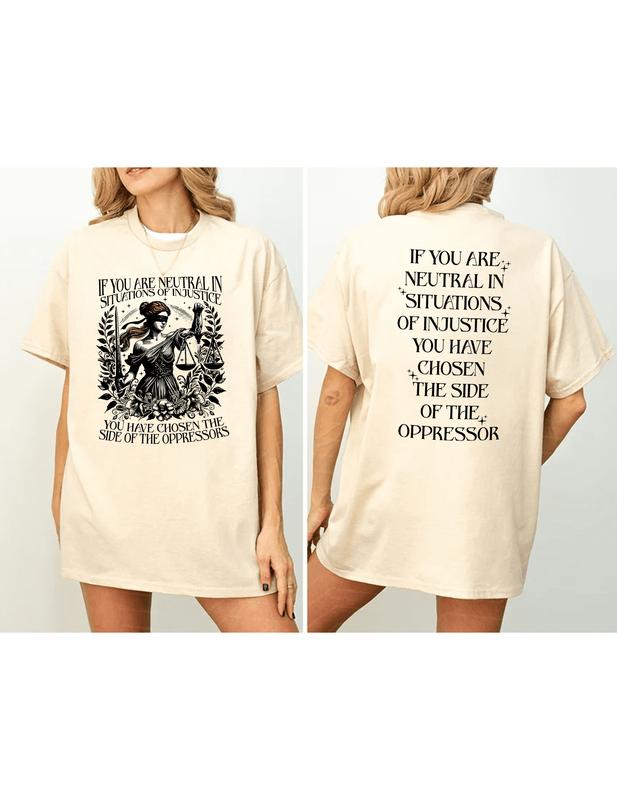 IF YOU ARE NEUTRAL IN
SITUATIONS OF INJUSTICE
YOU HAVE CHOSEN THE
SIDE OF THE OPPRESSORS
IF YOU ARE
NEUTRAL IN
SITUATIONS
OF INJUSTICE
YOU HAVE
CHOSEN
THE SIDE
OF THE
OPPRESSOR